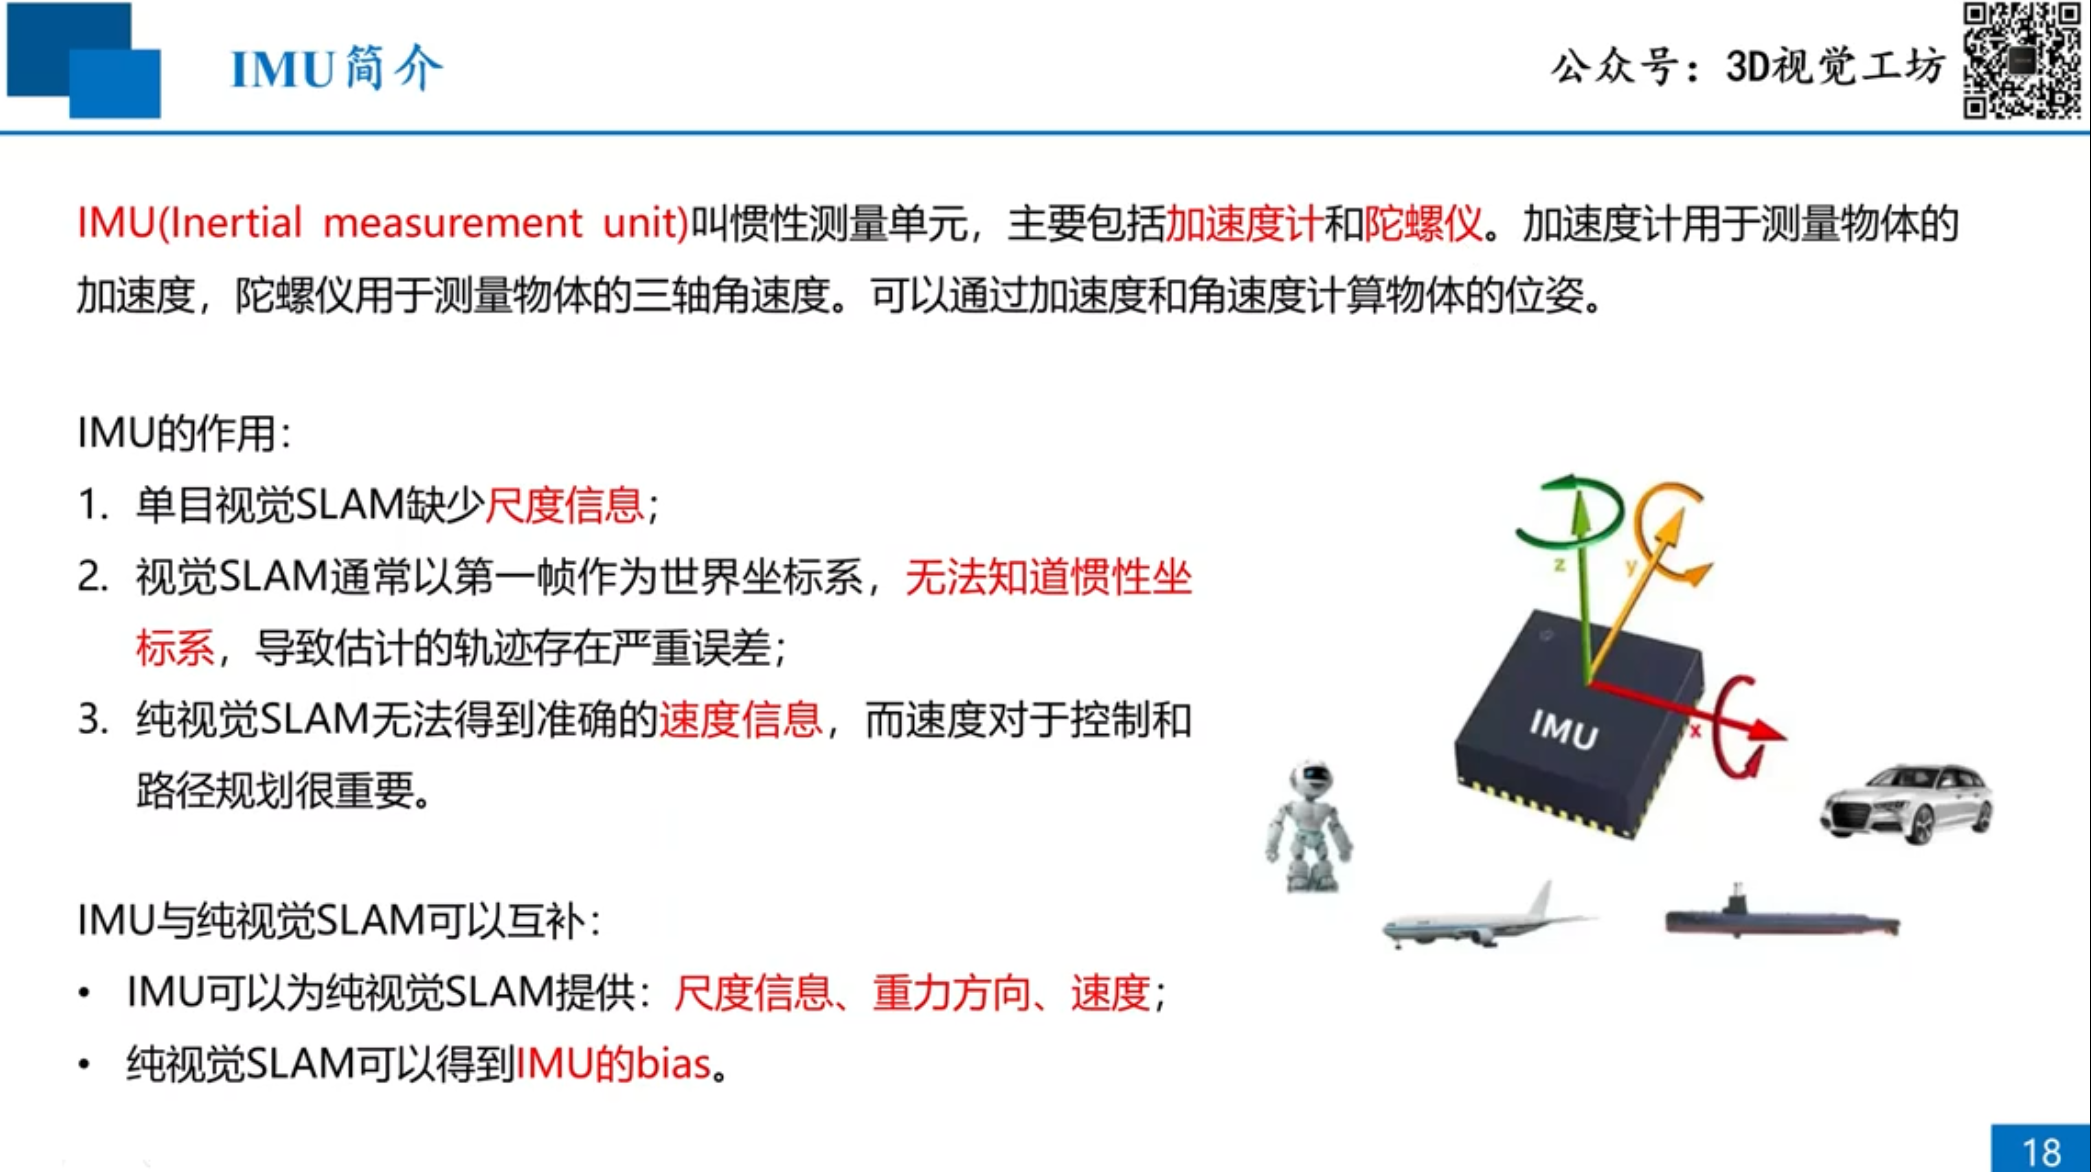 IMU简介
公众号：3D视觉工坊
IMU(Inertial measurement unit)叫惯性测量单元，主要包括加速度计和陀螺仪。加速度计用于测量物体的
加速度，陀螺仪用于测量物体的三轴角速度。可以通过加速度和角速度计算物体的位姿。
IMU的作用：
1. 单目视觉SLAM缺少尺度信息；
2. 视觉SLAM通常以第一帧作为世界坐标系，无法知道惯性坐
标系，导致估计的轨迹存在严重误差；
3. 纯视觉SLAM无法得到准确的速度信息，而速度对于控制和
路径规划很重要。
IMU与纯视觉SLAM可以互补：
• IMU可以为纯视觉SLAM提供：尺度信息、重力方向、速度；
• 纯视觉SLAM可以得到IMU的bias。
z
y
x
IMU
18